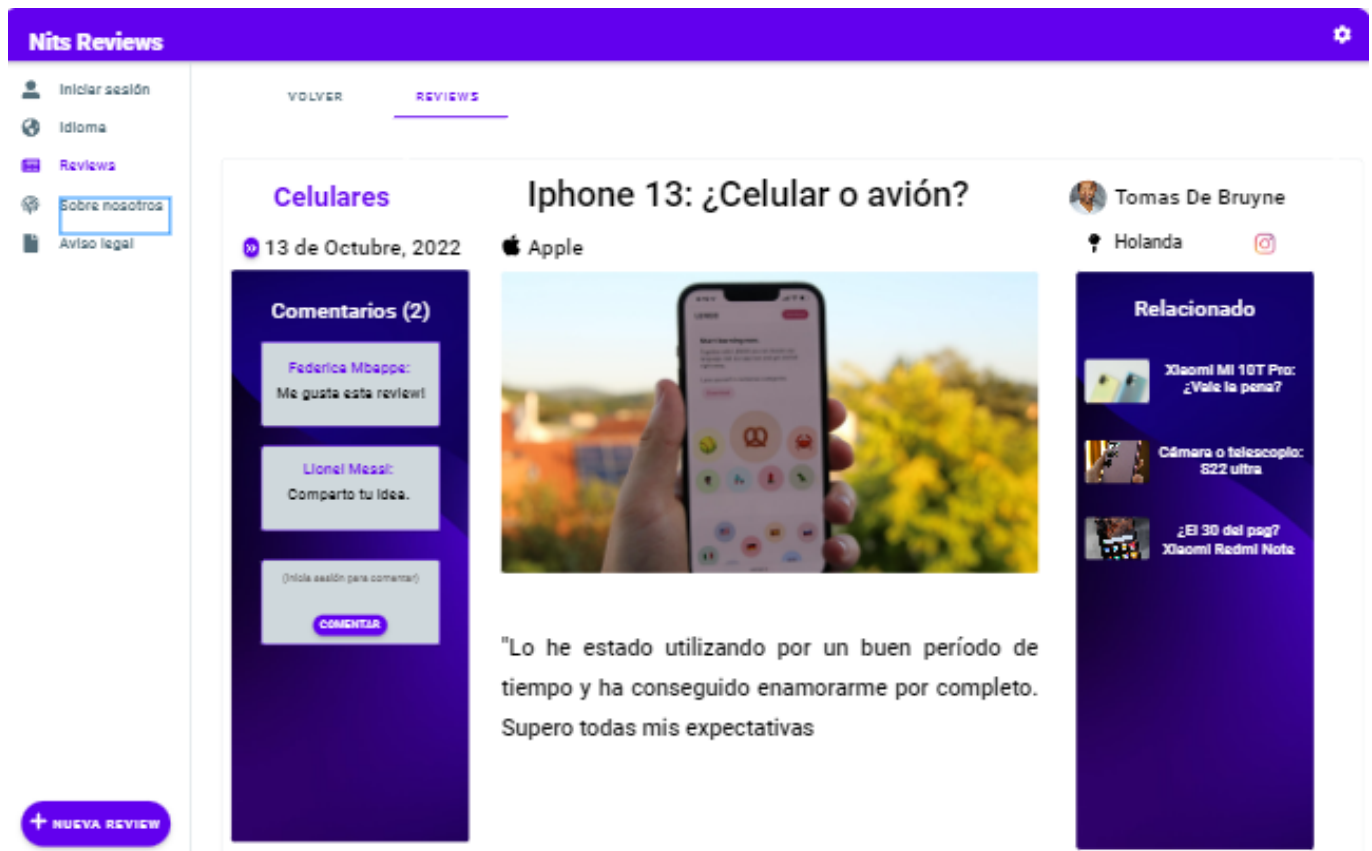 Nits Reviews
Iniciar sesión
Idioma
Reviews
Sobre nosotros
Aviso legal
NUEVA REVIEW
VOLVER
REVIEWS
Celulares
13 de Octubre, 2022
Comentarios (2)
Federica Mbappe:
Me gusta esta review!
Lionel Messi:
Comparto tu idea.
(Inicia sesión para comentar)
COMENTAR
Iphone 13: ¿Celular o avión?
Apple
"Lo he estado utilizando por un buen período de
tiempo y ha conseguido enamorarme por completo.
Supero todas mis expectativas
Tomas De Bruyne
Holanda
Relacionado
Xiaomi Mi 10T Pro:
¿Vale la pena?
Cámara o telescopio:
S22 ultra
¿El 30 del psg?
Xiaomi Redmi Note